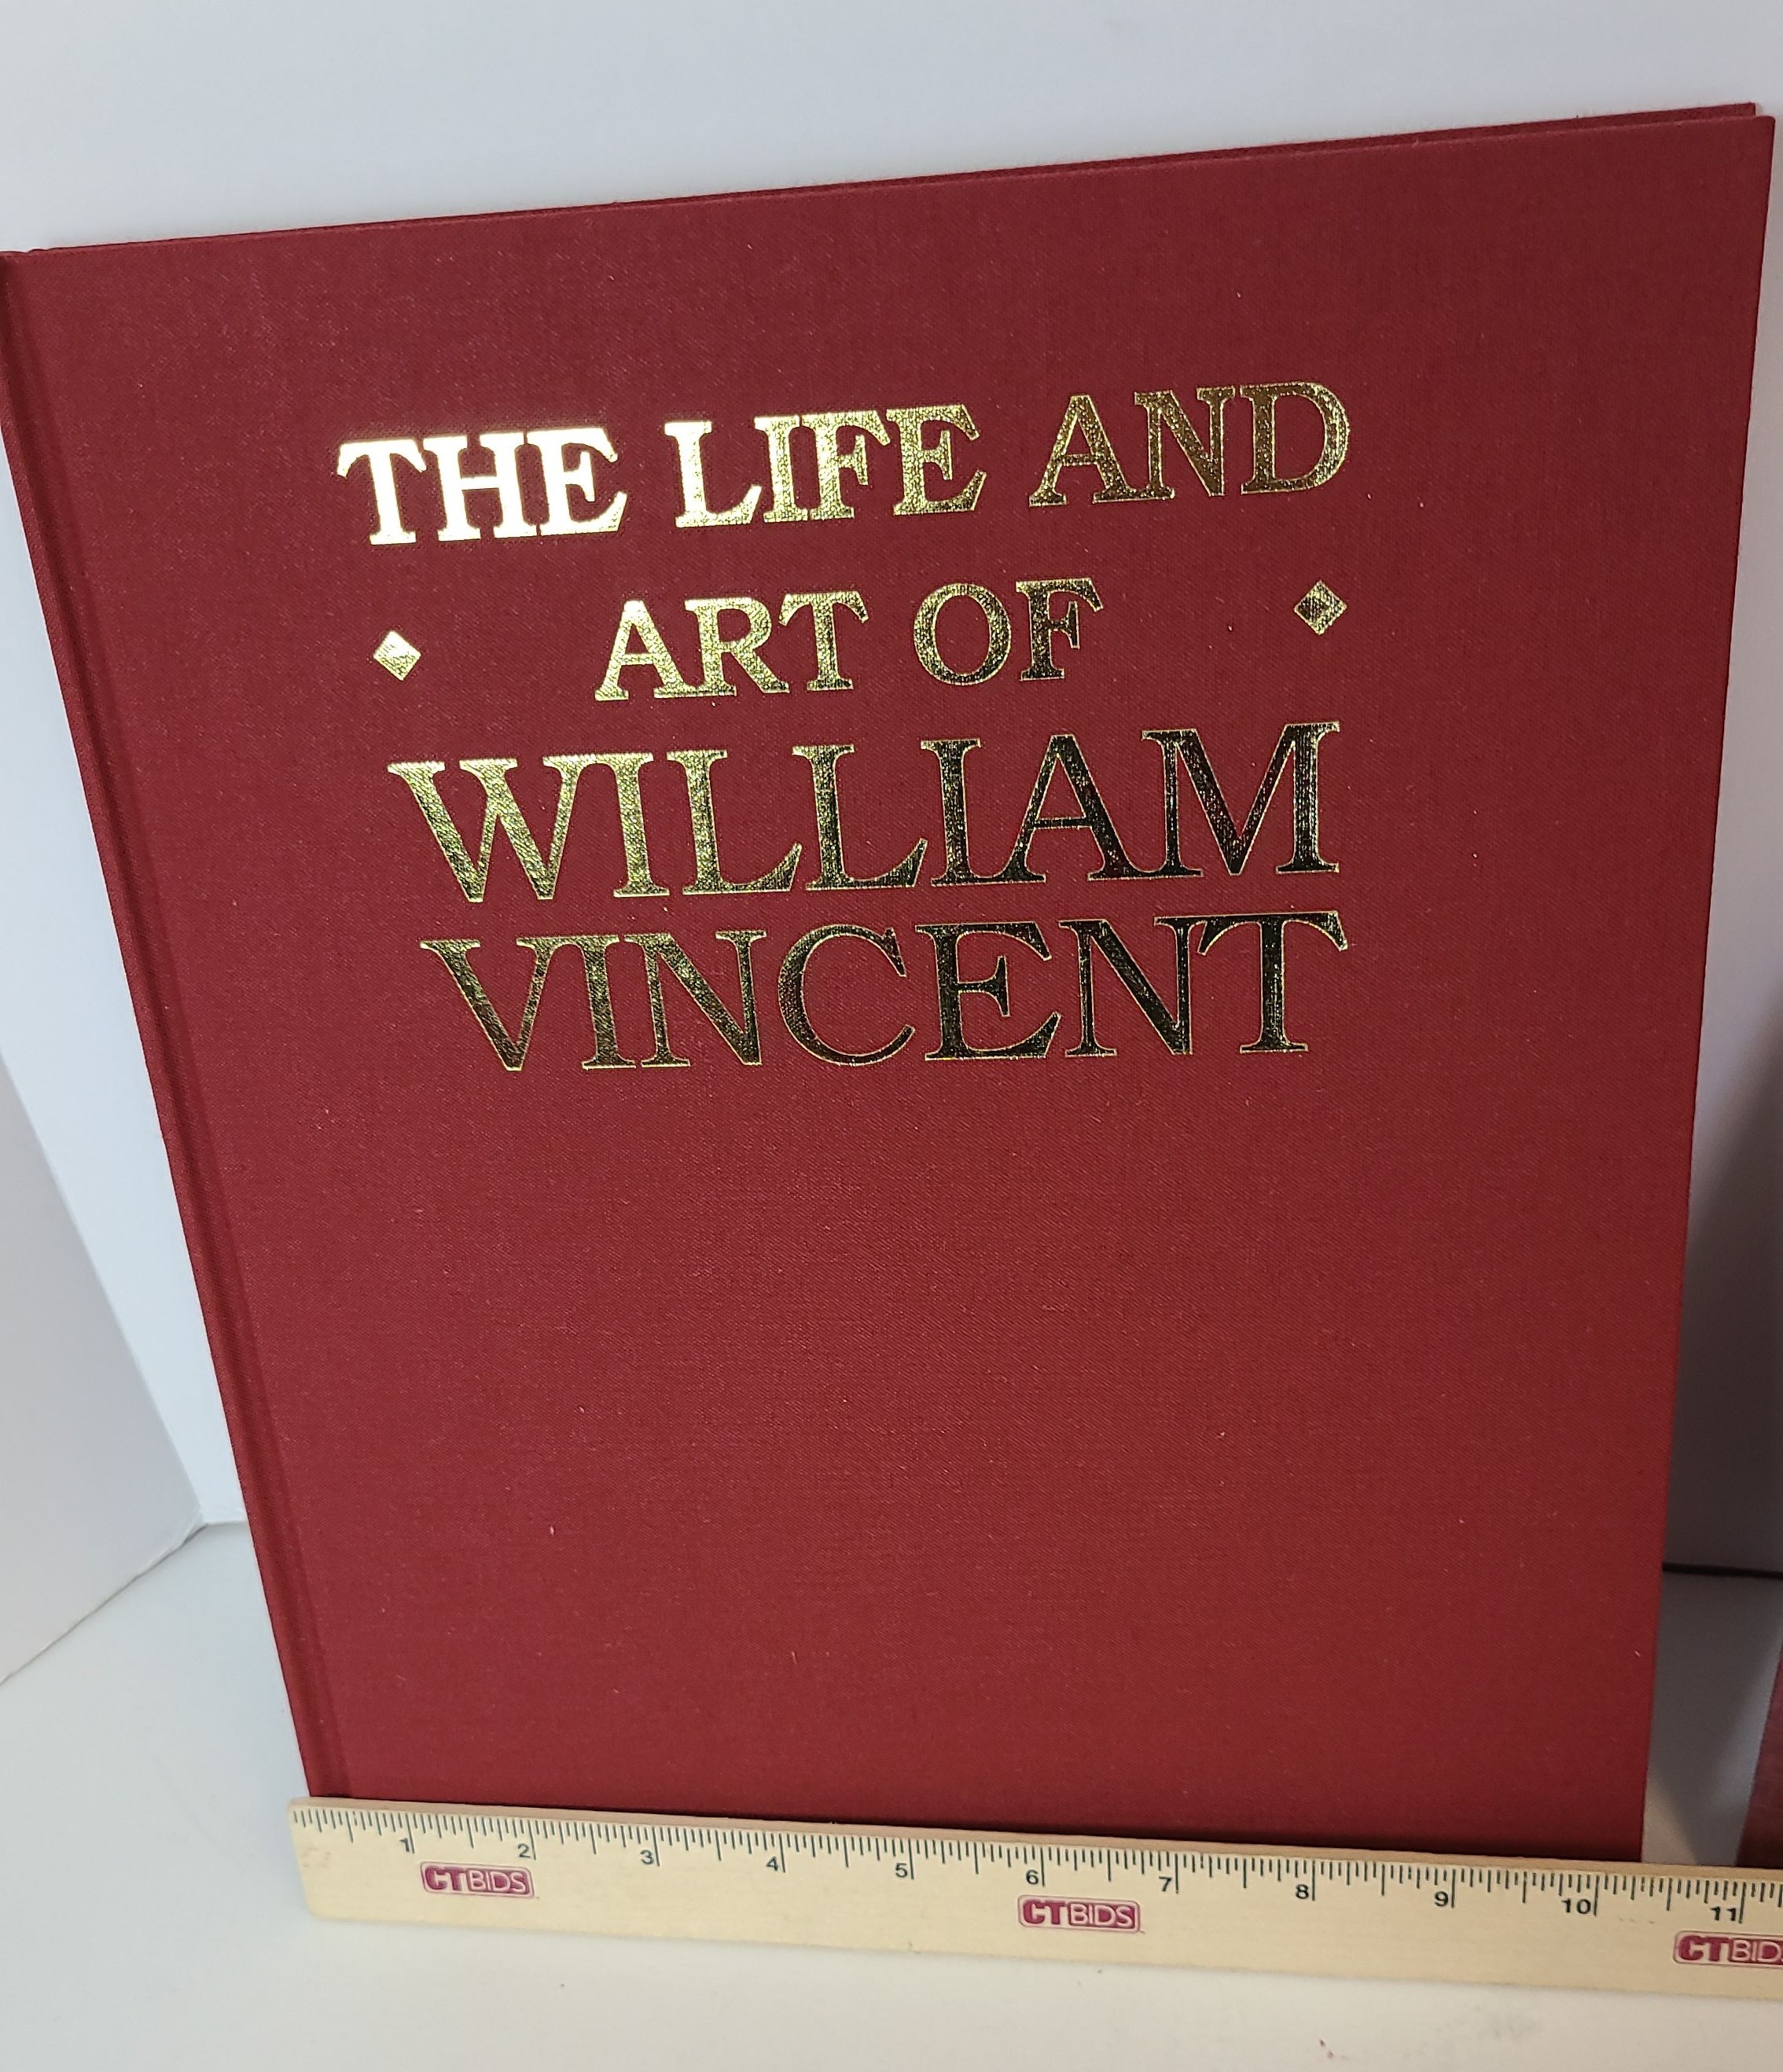 THE LIFE AND
ART OF
WILLIAM
VINCENT
1 2 3 4 5 6 7 8 9 10 11
CTBIDS CTBIDS CTBID